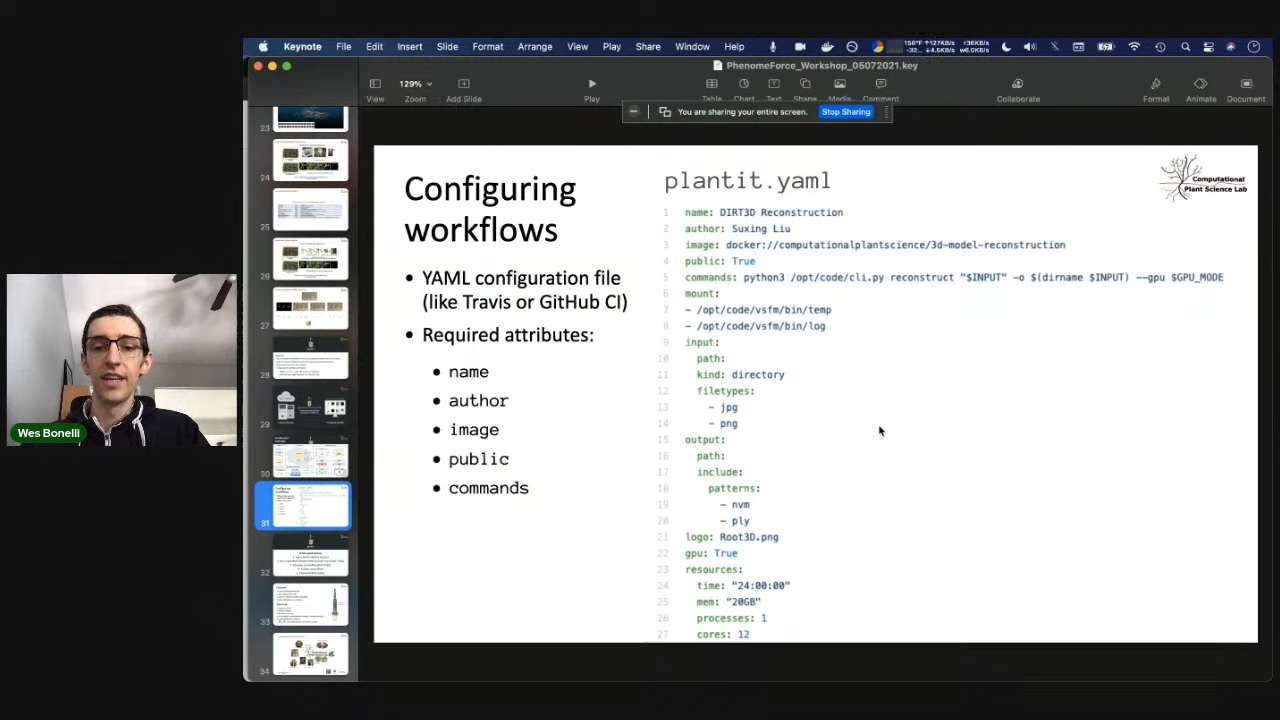 Keynote File Edit Insert Slide Format Arrange View Play Share Window Help
PhenomeForce_Workshop_05072021.key
129%
View Zoom Add Slide Play Table Chart Text Shape Media Comment Collaborate Format Animate Document
You are sharing your entire screen. Stop Sharing
23
24
25
26
27
28
29
30
31
32
33
34
Wes Bonelli
Configuring
workflows
• YAML configuration file
(like Travis or GitHub CI)
• Required attributes:
• name
• author
• image
• public
• commands
plantit.yaml
Computational
Plant Science Lab
1 name: DIRT3D Reconstruction
2 author: Suxing Liu
3 image: docker://computationalplantscience/3d-model-reconstruction
4 public: True
5 commands: python3 /opt/code/cli.py reconstruct "$INPUT" -o $(dirname $INPUT) --gpu $GPU_MODE
6 mount:
7 - /opt/code/vsfm/bin/temp
8 - /opt/code/vsfm/bin/log
9 input:
10 path:
11 kind: directory
12 filetypes:
13 - jpg
14 - png
15 output:
16 path:
17 include:
18 patterns:
19 - nvm
20 - ply
21 logo: Root3D.png
22 gpu: True
23 resources:
24 time: "24:00:00"
25 mem: "20GB"
26 processes: 1
27 cores: 12